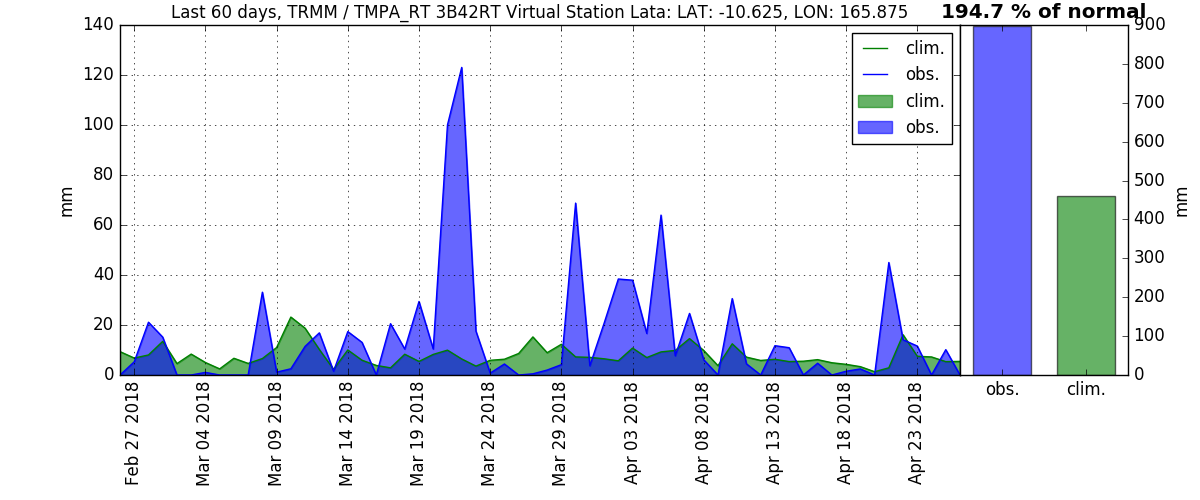 Last 60 days, TRMM / TMPA_RT 3B42RT Virtual Station Lata: LAT: -10.625, LON: 165.875
194.7 % of normal
140
120
100
80
60
40
20
0
mm
clim.
obs.
clim.
obs.
900
800
700
600
500
400
300
200
100
0
mm
obs.
clim.
Feb 27 2018
Mar 04 2018
Mar 09 2018
Mar 14 2018
Mar 19 2018
Mar 24 2018
Mar 29 2018
Apr 03 2018
Apr 08 2018
Apr 13 2018
Apr 18 2018
Apr 23 2018